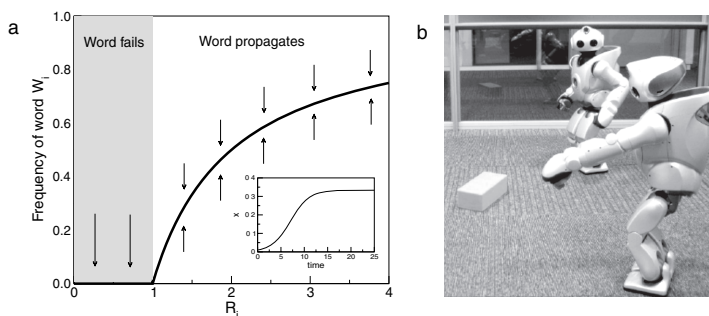 a
Word fails
Word propagates
Frequency of word Wi
1.0
0.8
0.6
0.4
0.2
0.0
0 1 2 3 4
Ri
x
0 4
0.3
0.2
0.1
0
0 5 10 15 20 25
time
b